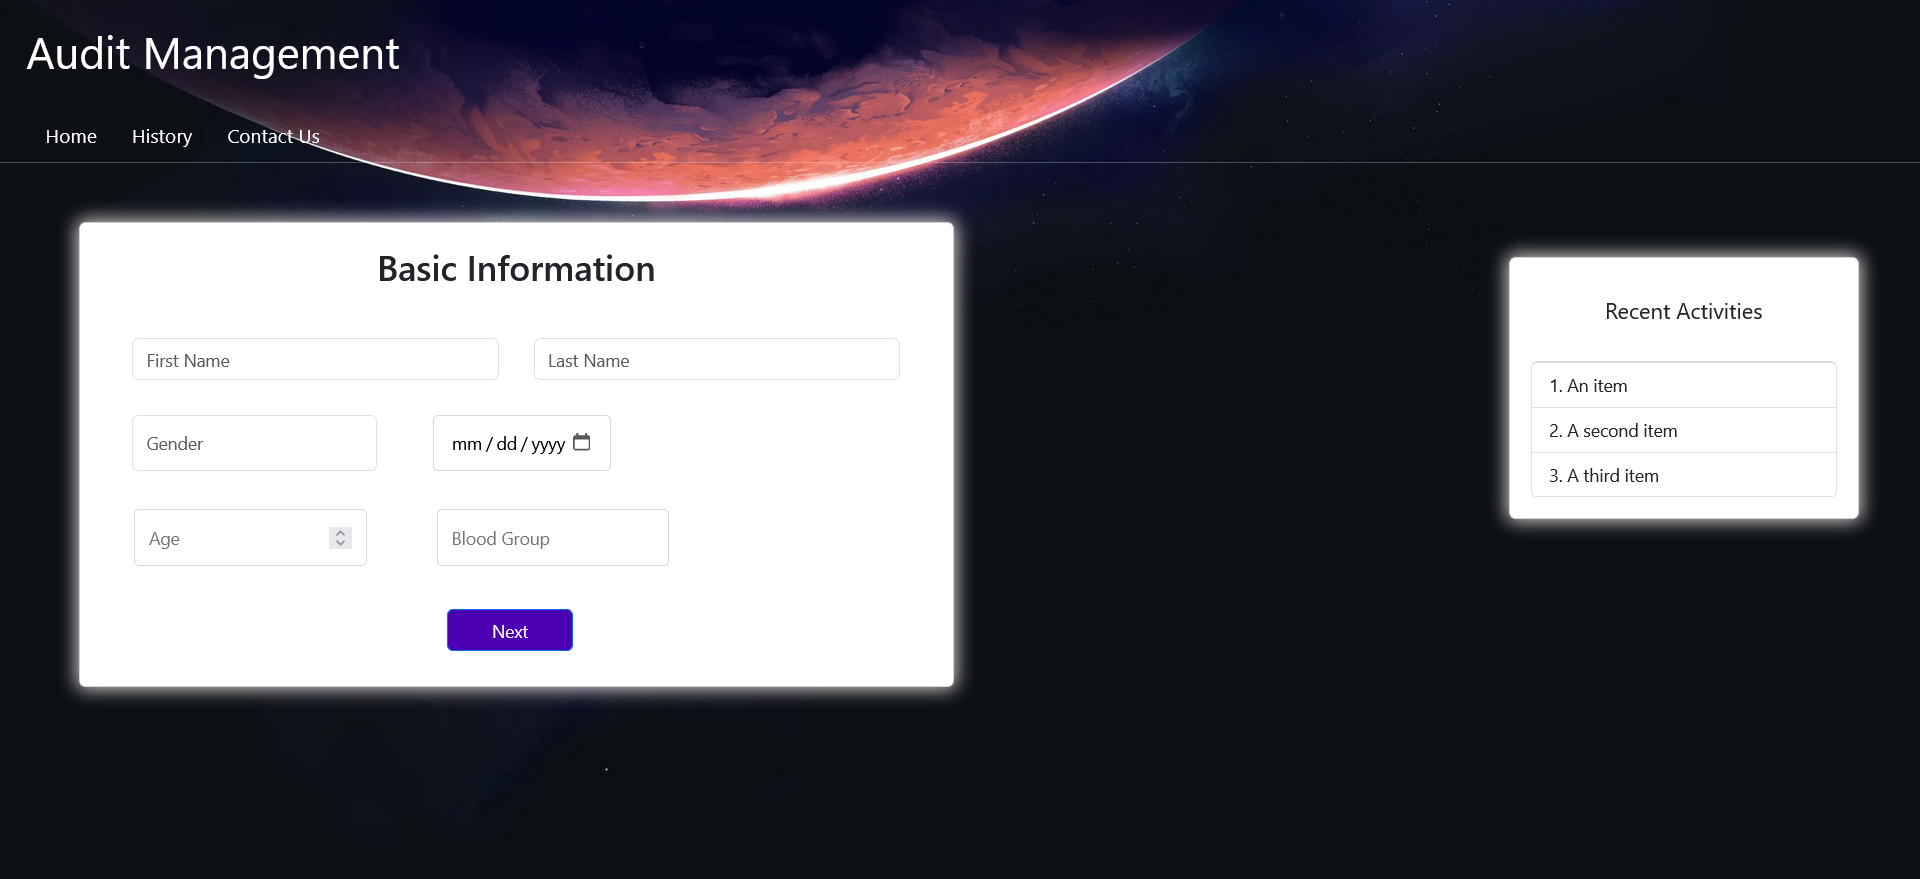 Audit Management
Home History Contact Us
Basic Information
First Name Last Name
Gender mm / dd / yyyy
Age Blood Group
Next
Recent Activities
1. An item
2. A second item
3. A third item